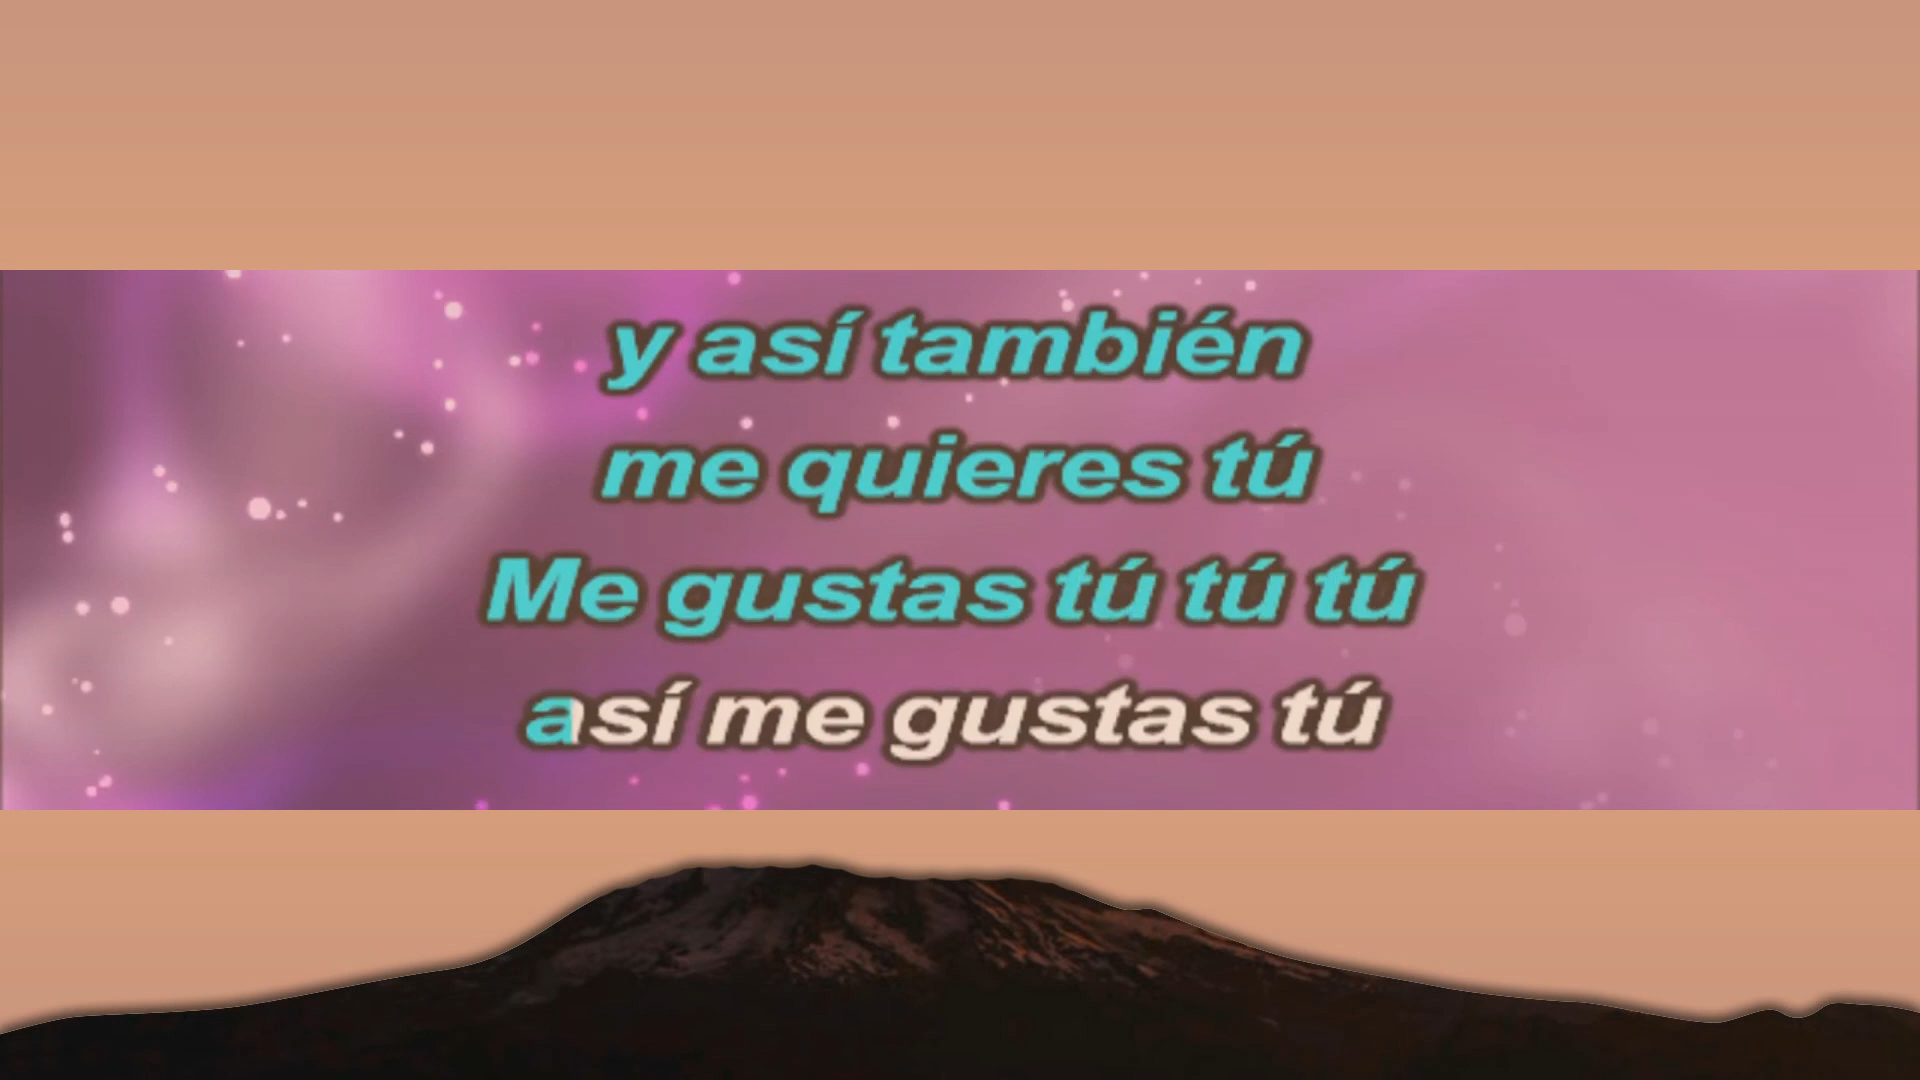 y así también
me quieres tú
Me gustas tú tú tú
así me gustas tú